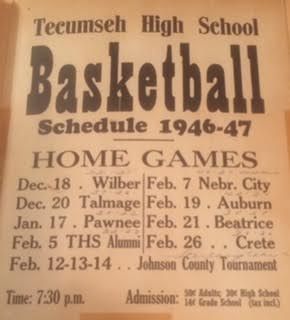 Tecumseh High School
Basketball
Schedule 1946-47
HOME GAMES
Dec. 18 . Wilber
Dec. 20 Talmage
Jan. 17 . Pawnee
Feb. 5 THS Alumni
Feb. 7 Nebr. City
Feb. 19 . Auburn
Feb. 21 . Beatrice
Feb. 26 . . Crete
Feb. 12-13-14 . . Johnson County Tournament
Time: 7:30 p.m. Admission: 50¢ Adults; 30¢ High School
14¢ Grade School (tax incl.)